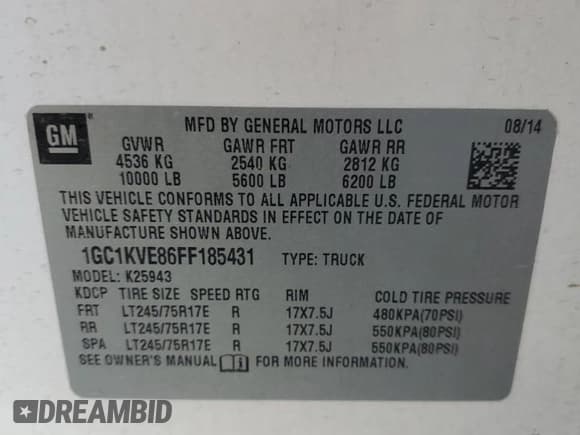 MFD BY GENERAL MOTORS LLC 08/14
GM
GVWR GAWR FRT GAWR RR
4536 KG 2540 KG 2812 KG
10000 LB 5600 LB 6200 LB
THIS VEHICLE CONFORMS TO ALL APPLICABLE U.S. FEDERAL MOTOR
VEHICLE SAFETY STANDARDS IN EFFECT ON THE DATE OF
MANUFACTURE SHOWN ABOVE.
1GC1KVE86FF185431 TYPE: TRUCK
MODEL: K25943
KDCP TIRE SIZE SPEED RTG RIM COLD TIRE PRESSURE
FRT LT245/75R17E R 17X7.5J 480KPA(70PSI)
RR LT245/75R17E R 17X7.5J 550KPA(80PSI)
SPA LT245/75R17E R 17X7.5J 550KPA(80PSI)
SEE OWNER'S MANUAL FOR MORE INFORMATION.
DREAMBID